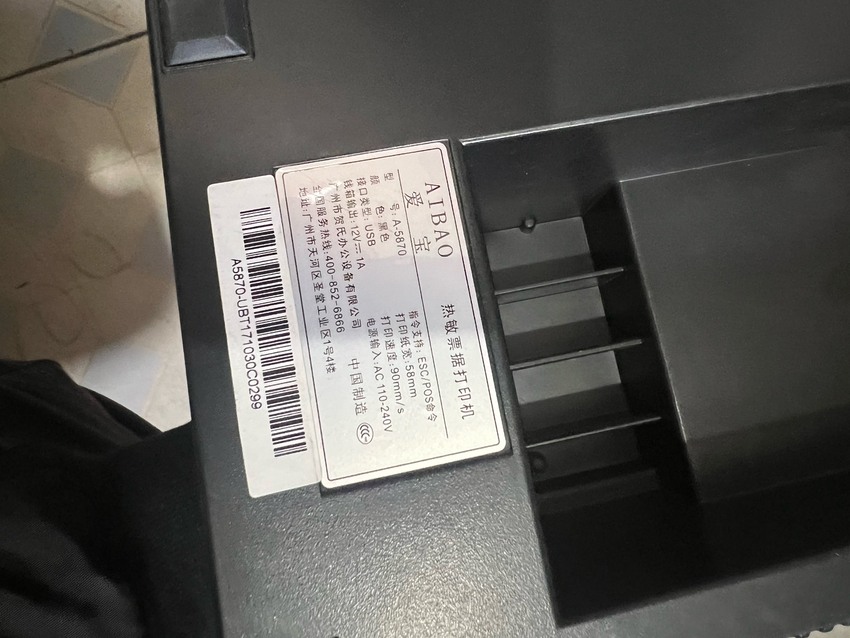 AIBAO
爱宝
热敏票据打印机
型 号: A-5870
指令支持: ESC/POS命令
颜 色: 黑色
打印纸宽: 58mm
接口类型: USB
打印速度: 90mm/s
钱箱输出: 12V⎓1A
电源输入: AC 110-240V
广州市贺氏办公设备有限公司
中国制造
全国服务热线: 400-852-6866
地址: 广州市天河区圣堂工业区1号4楼
A5870-UBT171030C0299